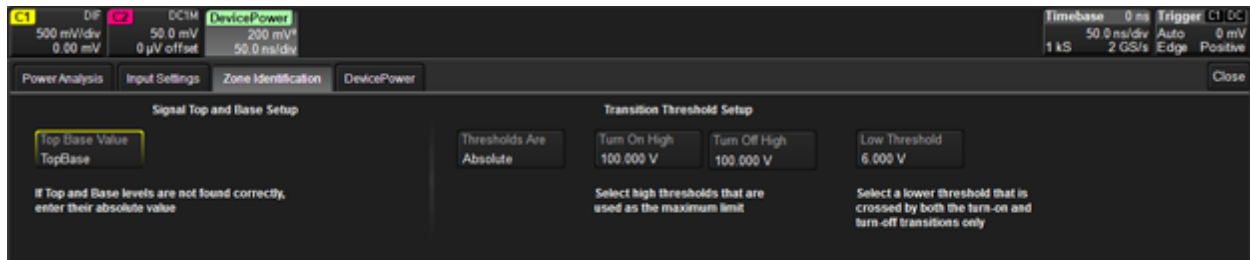 C1 DIF C2 DC1M DevicePower Timebase 0 ns Trigger C1 DC
500 mV/div 50.0 mV 200 mV* 50.0 ns/div Auto 0 mV
0.00 mV 0 µV offset 50.0 ns/div 1 kS 2 GS/s Edge Positive
Power Analysis Input Settings Zone Identification DevicePower Close
Signal Top and Base Setup Transition Threshold Setup
Top Base Value Thresholds Are Turn On High Turn Off High Low Threshold
TopBase Absolute 100.000 V 100.000 V 6.000 V
If Top and Base levels are not found correctly, Select high thresholds that are Select a lower threshold that is
enter their absolute value used as the maximum limit crossed by both the turn-on and
turn-off transitions only